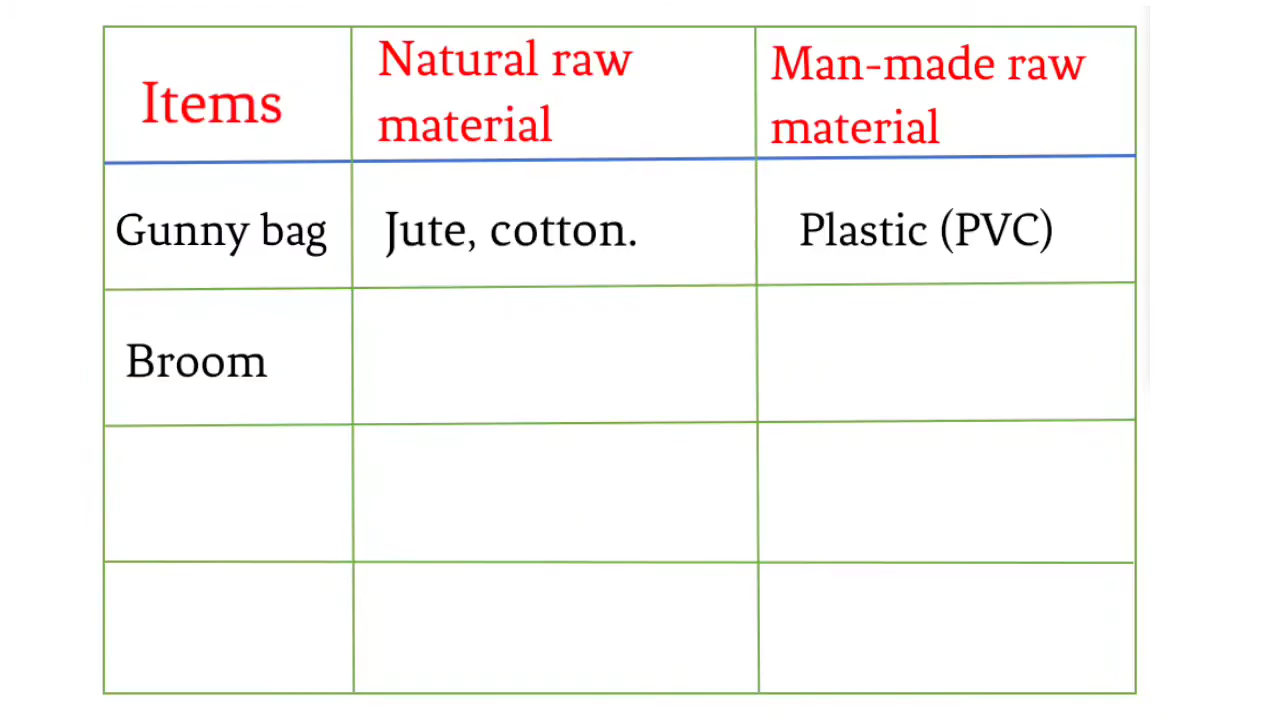 Items
Natural raw
material
Man-made raw
material
Gunny bag
Jute, cotton.
Plastic (PVC)
Broom